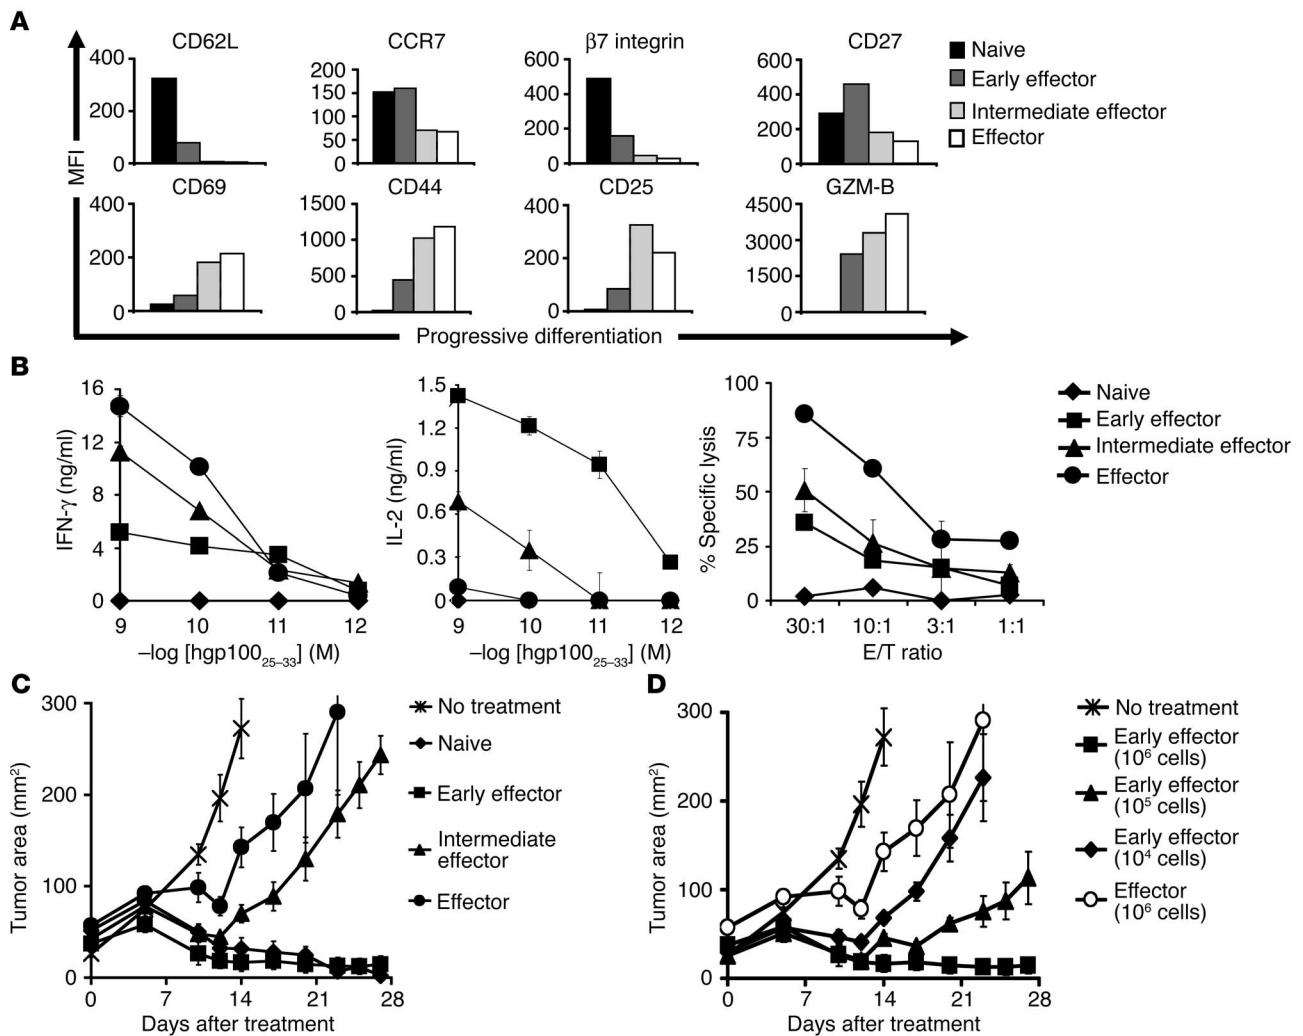 A
CD62L
CCR7
β7 integrin
CD27
Naive
Early effector
Intermediate effector
Effector
MFI
400
200
0
200
150
100
50
0
600
400
200
0
600
400
200
0
CD69
CD44
CD25
GZM-B
400
200
0
1500
1000
500
0
400
200
0
4500
3000
1500
0
Progressive differentiation
B
IFN-γ (ng/ml)
16
12
8
4
0
9 10 11 12
–log [hgp100₂₅₋₃₃] (M)
IL-2 (ng/ml)
1.5
1.2
0.9
0.6
0.3
0
9 10 11 12
–log [hgp100₂₅₋₃₃] (M)
% Specific lysis
100
75
50
25
0
30:1 10:1 3:1 1:1
E/T ratio
Naive
Early effector
Intermediate effector
Effector
C
Tumor area (mm²)
300
200
100
0
0 7 14 21 28
Days after treatment
No treatment
Naive
Early effector
Intermediate
effector
Effector
D
Tumor area (mm²)
300
200
100
0
0 7 14 21 28
Days after treatment
No treatment
Early effector
(10⁶ cells)
Early effector
(10⁵ cells)
Early effector
(10⁴ cells)
Effector
(10⁶ cells)